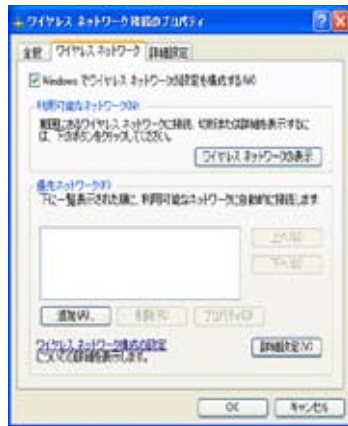 ワイヤレス ネットワーク接続のプロパティ
全般
ワイヤレス ネットワーク
詳細設定
Windows でワイヤレス ネットワークの設定を構成する(W)
利用可能なネットワーク(N)
範囲にあるワイヤレス ネットワークに接続、切断または詳細を表示するに
は、下のボタンをクリックしてください。
ワイヤレス ネットワークの表示
優先ネットワーク(P)
下に一覧表示された順に、利用可能なネットワークに自動的に接続します
上へ(U)
下へ(D)
追加(A)...
削除(R)
プロパティ(O)
ワイヤレス ネットワーク構成の設定
についての詳細を表示します。
詳細設定(V)
OK
キャンセル